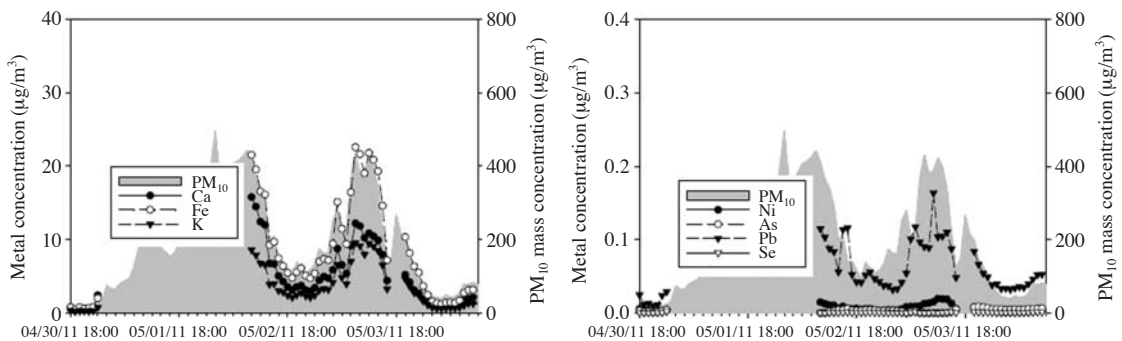 40
30
20
10
0
Metal concentration (μg/m³)
800
600
400
200
0
PM₁₀ mass concentration (μg/m³)
PM₁₀
Ca
Fe
K
04/30/11 18:00 05/01/11 18:00 05/02/11 18:00 05/03/11 18:00
0.4
0.3
0.2
0.1
0.0
Metal concentration (μg/m³)
800
600
400
200
0
PM₁₀ mass concentration (μg/m³)
PM₁₀
Ni
As
Pb
Se
04/30/11 18:00 05/01/11 18:00 05/02/11 18:00 05/03/11 18:00